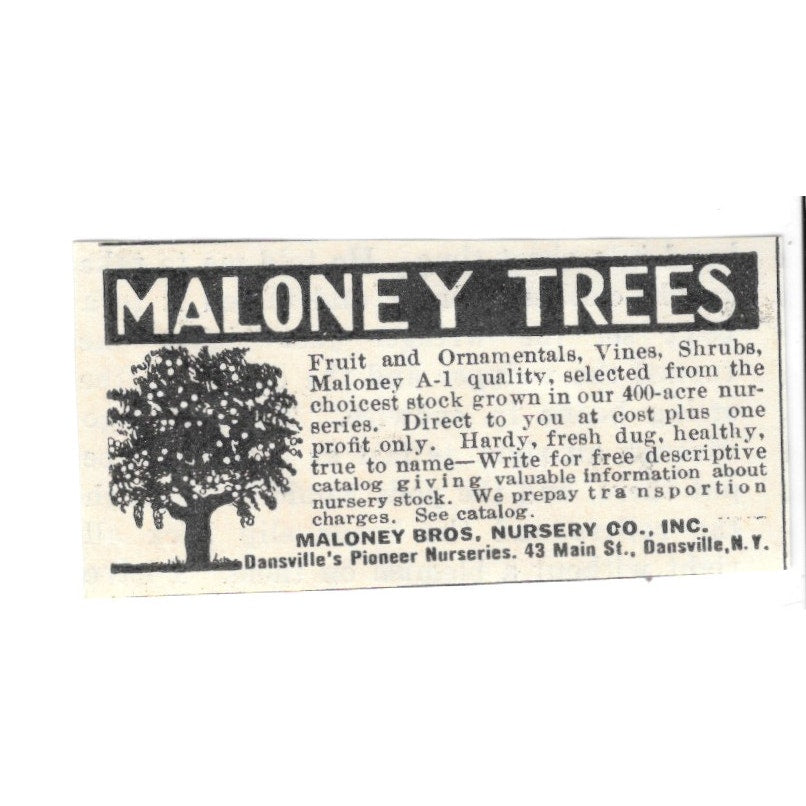 MALONEY TREES
Fruit and Ornamentals, Vines, Shrubs,
Maloney A-1 quality, selected from the
choicest stock grown in our 400-acre nur-
series. Direct to you at cost plus one
profit only. Hardy, fresh dug, healthy,
true to name—Write for free descriptive
catalog giving valuable information about
nursery stock. We prepay transportion
charges. See catalog.
MALONEY BROS. NURSERY CO., INC.
Dansville's Pioneer Nurseries. 43 Main St., Dansville, N.Y.